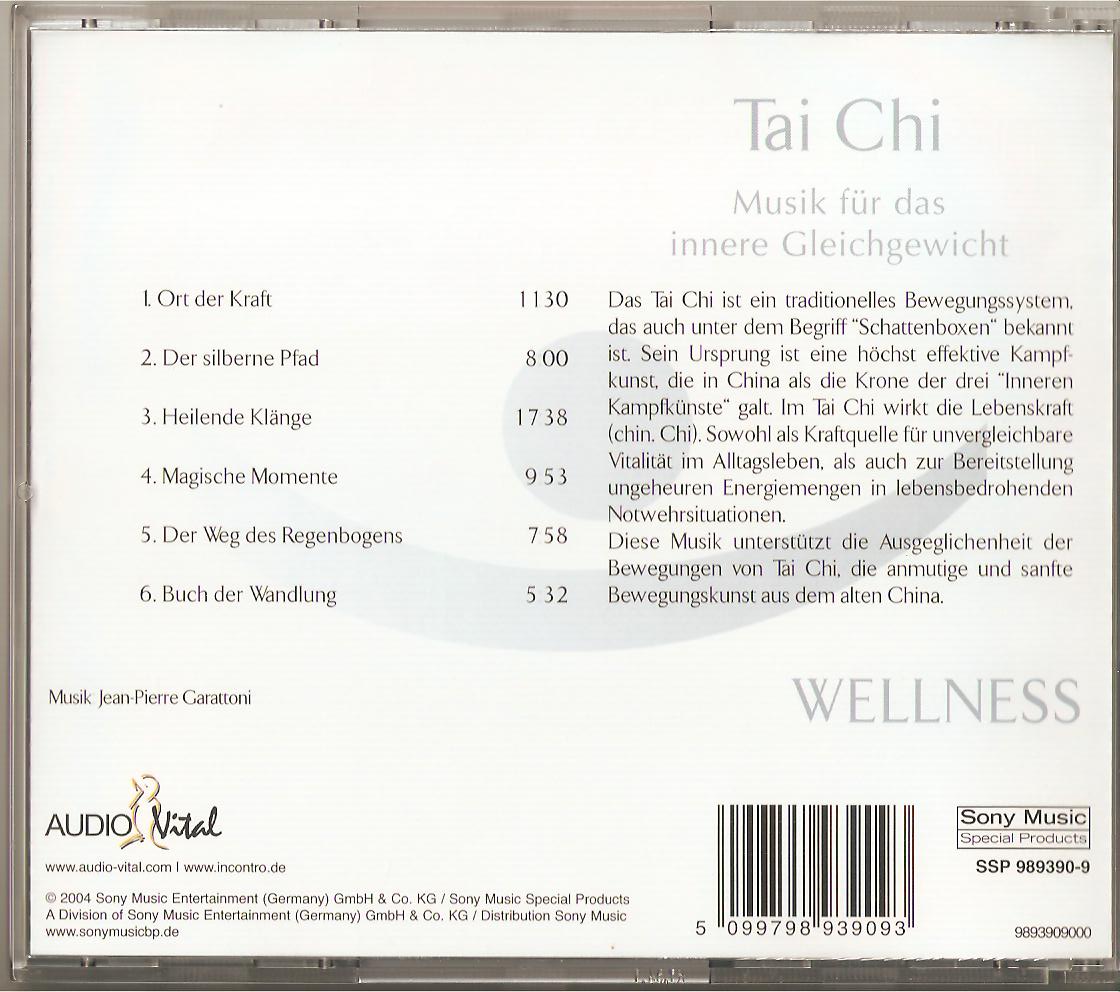 Tai Chi
Musik für das
innere Gleichgewicht
1. Ort der Kraft 11 30
2. Der silberne Pfad 8 00
3. Heilende Klänge 17 38
4. Magische Momente 9 53
5. Der Weg des Regenbogens 7 58
6. Buch der Wandlung 5 32
Das Tai Chi ist ein traditionelles Bewegungssystem,
das auch unter dem Begriff "Schattenboxen" bekannt
ist. Sein Ursprung ist eine höchst effektive Kampf-
kunst, die in China als die Krone der drei "Inneren
Kampfkünste" galt. Im Tai Chi wirkt die Lebenskraft
(chin. Chi). Sowohl als Kraftquelle für unvergleichbare
Vitalität im Alltagsleben, als auch zur Bereitstellung
ungeheuren Energiemengen in lebensbedrohenden
Notwehrsituationen.
Diese Musik unterstützt die Ausgeglichenheit der
Bewegungen von Tai Chi, die anmutige und sanfte
Bewegungskunst aus dem alten China.
Musik Jean-Pierre Garattoni
WELLNESS
AUDIO Vital
www.audio-vital.com | www.incontro.de
© 2004 Sony Music Entertainment (Germany) GmbH & Co. KG / Sony Music Special Products
A Division of Sony Music Entertainment (Germany) GmbH & Co. KG / Distribution Sony Music
www.sonymusicbp.de
5 099798 939093
Sony Music
Special Products
SSP 989390-9
9893909000